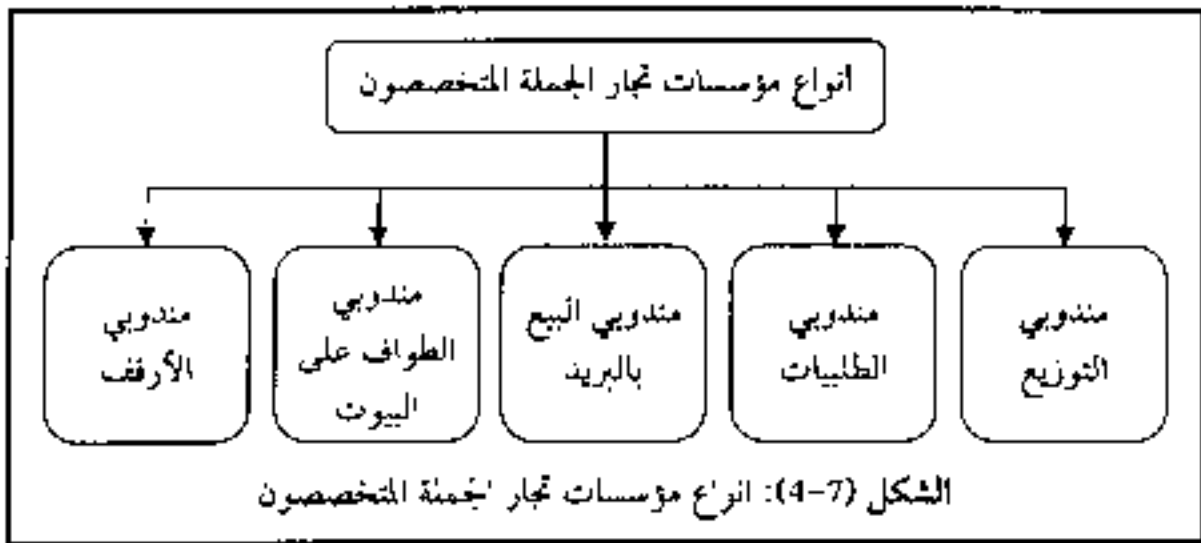 انواع مؤسسات تجار الجملة المتخصصون
مندوبي
التوزيع
مندوبي
الطلبيات
مندوبي البيع
بالبريد
مندوبي
الطواف على
البيوت
مندوبي
الأرفف
الشكل (7-4): انواع مؤسسات تجار الجملة المتخصصون